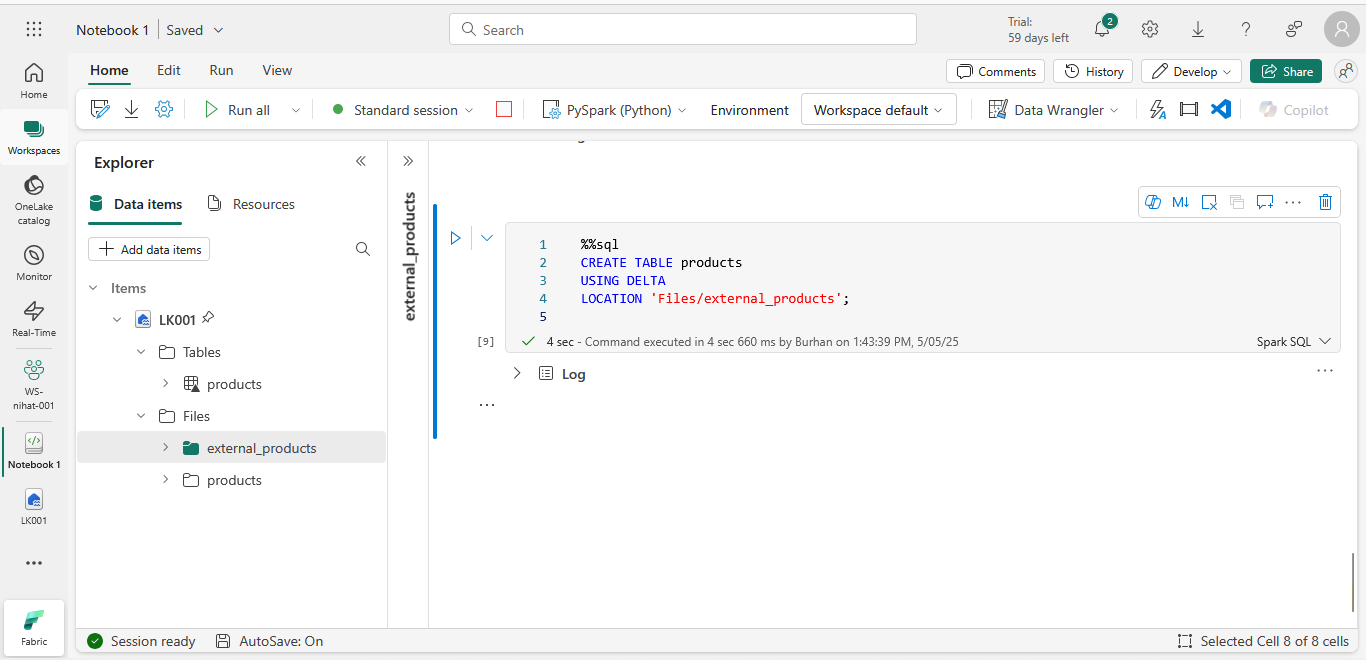 Notebook 1 | Saved
Search
Trial:
59 days left
2
Home
Edit
Run
View
Comments
History
Develop
Share
Run all
Standard session
PySpark (Python)
Environment
Workspace default
Data Wrangler
Copilot
Home
Workspaces
OneLake
catalog
Monitor
Real-Time
WS-
nihat-001
Notebook 1
LK001
Fabric
Explorer
Data items
Resources
Add data items
Items
LK001
Tables
products
Files
external_products
products
external_products
M↓
1 %%sql
2 CREATE TABLE products
3 USING DELTA
4 LOCATION 'Files/external_products';
5
[9]
4 sec - Command executed in 4 sec 660 ms by Burhan on 1:43:39 PM, 5/05/25
Spark SQL
Log
Session ready
AutoSave: On
Selected Cell 8 of 8 cells